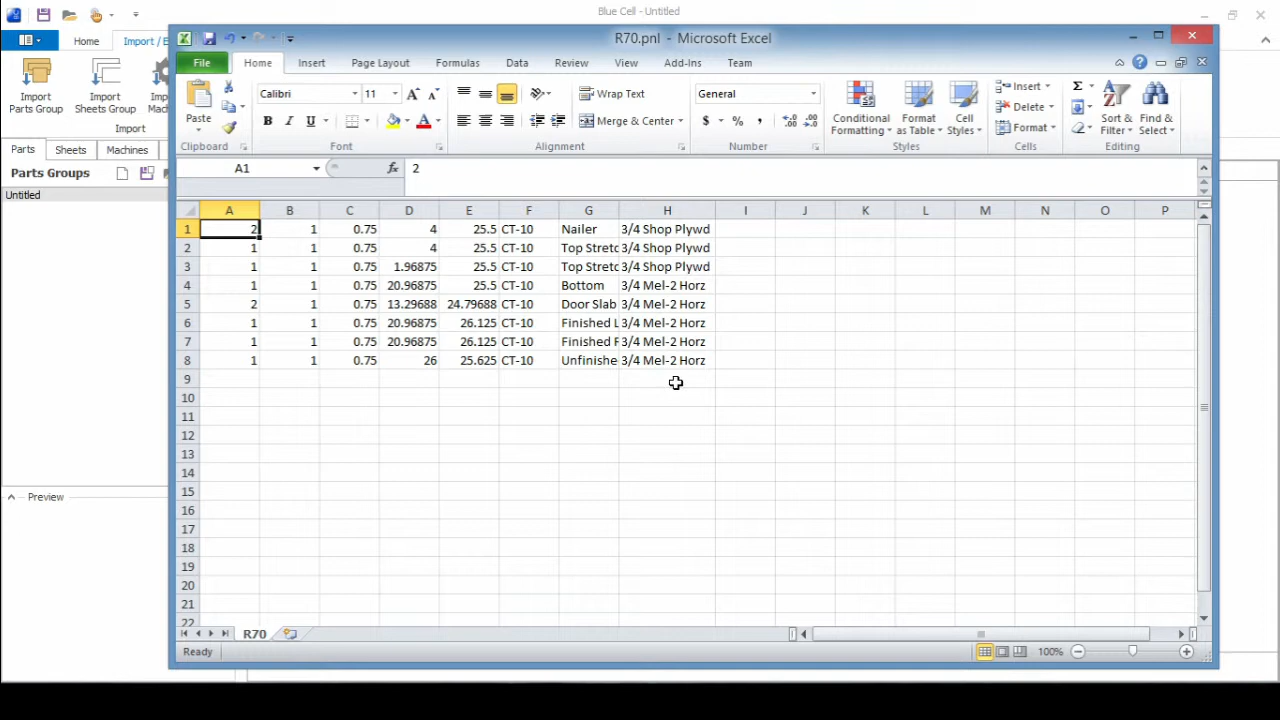 Blue Cell - Untitled
Home
Import / E
Import
Parts Group
Import
Sheets Group
Imp
Mach
Import
Parts
Sheets
Machines
Parts Groups
Untitled
Preview
R70.pnl - Microsoft Excel
File
Home
Insert
Page Layout
Formulas
Data
Review
View
Add-Ins
Team
Paste
Clipboard
Calibri
11
A
A
B
I
U
A
Font
Wrap Text
Merge & Center
Alignment
General
$ % ,
Number
Conditional
Formatting
Format
as Table
Cell
Styles
Styles
Insert
Delete
Format
Cells
Σ
Sort &
Filter
Find &
Select
Editing
A1
fx
2
A B C D E F G H I J K L M N O P
1 2 1 0.75 4 25.5 CT-10 Nailer 3/4 Shop Plywd
2 1 1 0.75 4 25.5 CT-10 Top Stretc 3/4 Shop Plywd
3 1 1 0.75 1.96875 25.5 CT-10 Top Stretc 3/4 Shop Plywd
4 1 1 0.75 20.96875 25.5 CT-10 Bottom 3/4 Mel-2 Horz
5 2 1 0.75 13.29688 24.79688 CT-10 Door Slab 3/4 Mel-2 Horz
6 1 1 0.75 20.96875 26.125 CT-10 Finished L 3/4 Mel-2 Horz
7 1 1 0.75 20.96875 26.125 CT-10 Finished F 3/4 Mel-2 Horz
8 1 1 0.75 26 25.625 CT-10 Unfinishe 3/4 Mel-2 Horz
9
10
11
12
13
14
15
16
17
18
19
20
21
22
R70
Ready
100%